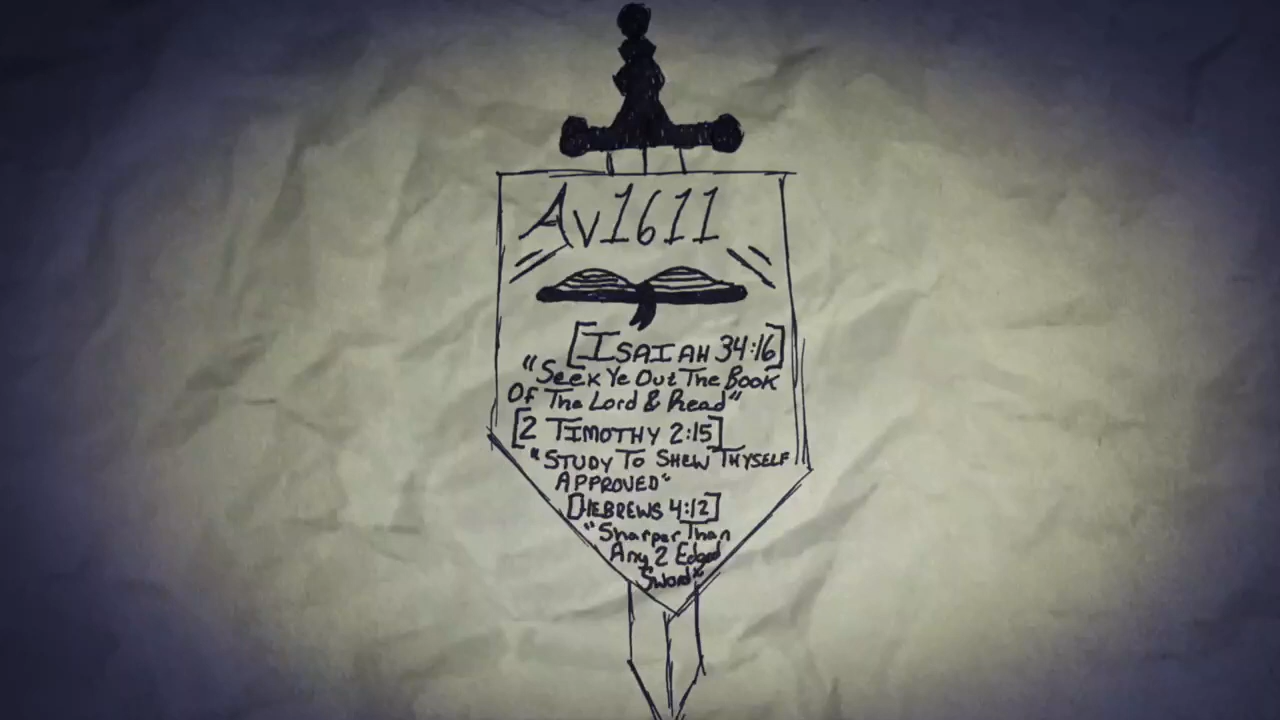 Av1611
[ISAIAH 34:16]
"Seek Ye Out The Book
Of The Lord & Read"
[2 TIMOTHY 2:15]
"STUDY TO SHEW THYSELF
APPROVED"
[HEBREWS 4:12]
"Sharper Than
Any 2 Edged
Sword"